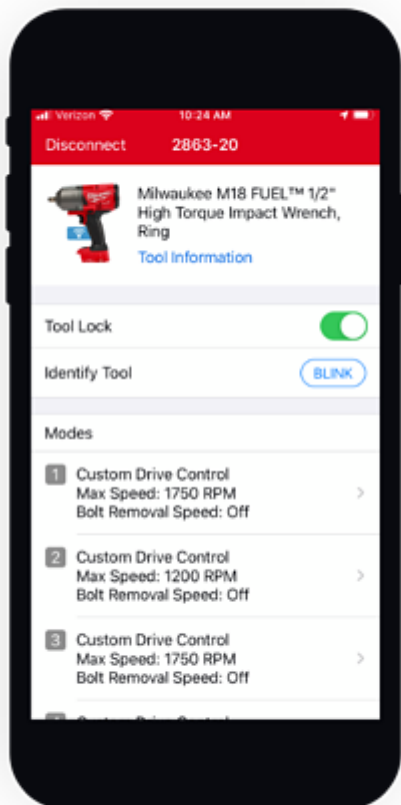 Verizon 10:24 AM
Disconnect 2863-20
Milwaukee M18 FUEL™ 1/2"
High Torque Impact Wrench,
Ring
Tool Information
Tool Lock
Identify Tool BLINK
Modes
1 Custom Drive Control
Max Speed: 1750 RPM
Bolt Removal Speed: Off
2 Custom Drive Control
Max Speed: 1200 RPM
Bolt Removal Speed: Off
3 Custom Drive Control
Max Speed: 1750 RPM
Bolt Removal Speed: Off